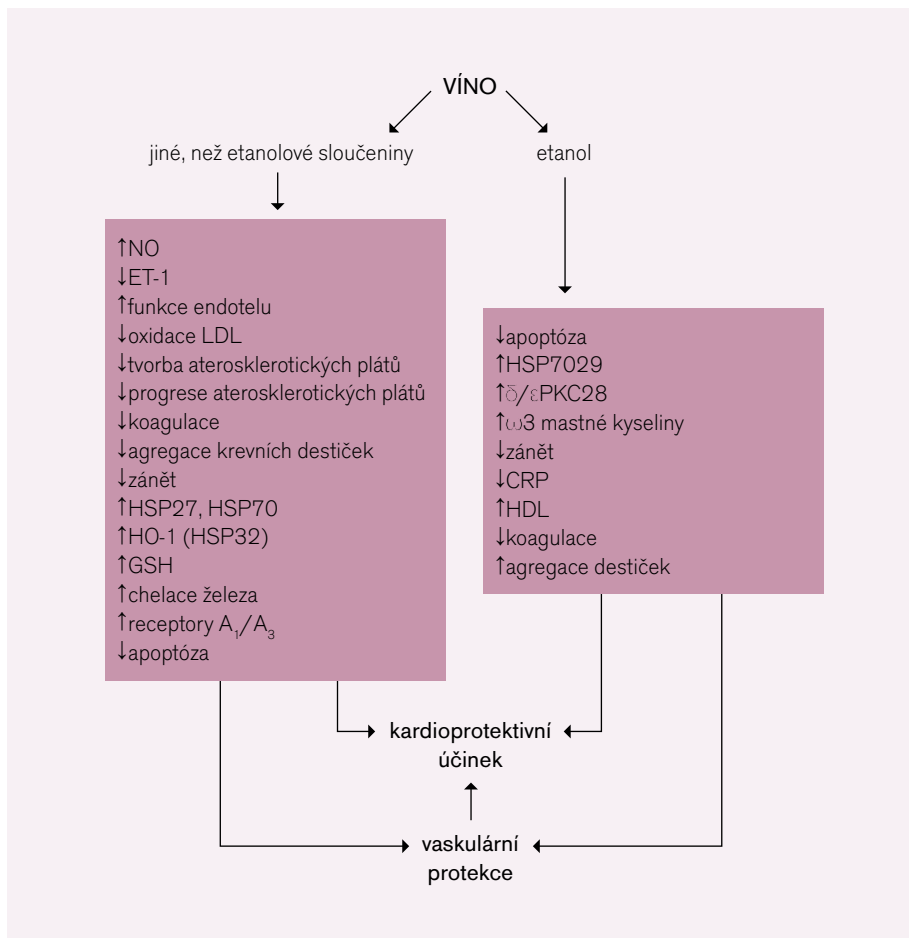 VÍNO
jiné, než etanolové sloučeniny
etanol
↑NO
↓ET-1
↑funkce endotelu
↓oxidace LDL
↓tvorba aterosklerotických plátů
↓progrese aterosklerotických plátů
↓koagulace
↓agregace krevních destiček
↓zánět
↑HSP27, HSP70
↑HO-1 (HSP32)
↑GSH
↑chelace železa
↑receptory A₁/A₃
↓apoptóza
↓apoptóza
↑HSP7029
↑δ/εPKC28
↑ω3 mastné kyseliny
↓zánět
↓CRP
↑HDL
↓koagulace
↑agregace destiček
kardioprotektivní
účinek
vaskulární
protekce